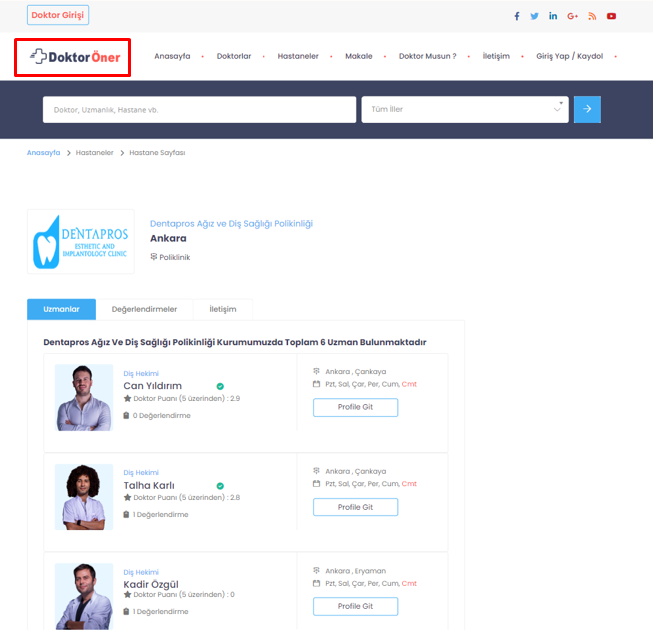 Doktor Girişi
DoktorÖner
Anasayfa
Doktorlar
Hastaneler
Makale
Doktor Musun ?
İletişim
Giriş Yap / Kaydol
Doktor, Uzmanlık, Hastane vb.
Tüm İller
Anasayfa > Hastaneler > Hastane Sayfası
DENTAPROS
ESTHETIC AND
IMPLANTOLOGY CLINIC
Dentapros Ağız ve Diş Sağlığı Polikinliği
Ankara
Poliklinik
Uzmanlar
Değerlendirmeler
İletişim
Dentapros Ağız Ve Diş Sağlığı Polikinliği Kurumumuzda Toplam 6 Uzman Bulunmaktadır
Diş Hekimi
Can Yıldırım
Doktor Puanı (5 üzerinden) : 2.9
0 Değerlendirme
Ankara , Çankaya
Pzt, Sal, Çar, Per, Cum, Cmt
Profile Git
Diş Hekimi
Talha Karlı
Doktor Puanı (5 üzerinden) : 2.8
1 Değerlendirme
Ankara , Çankaya
Pzt, Sal, Çar, Per, Cum, Cmt
Profile Git
Diş Hekimi
Kadir Özgül
Doktor Puanı (5 üzerinden) : 0
1 Değerlendirme
Ankara , Eryaman
Pzt, Sal, Çar, Per, Cum, Cmt
Profile Git